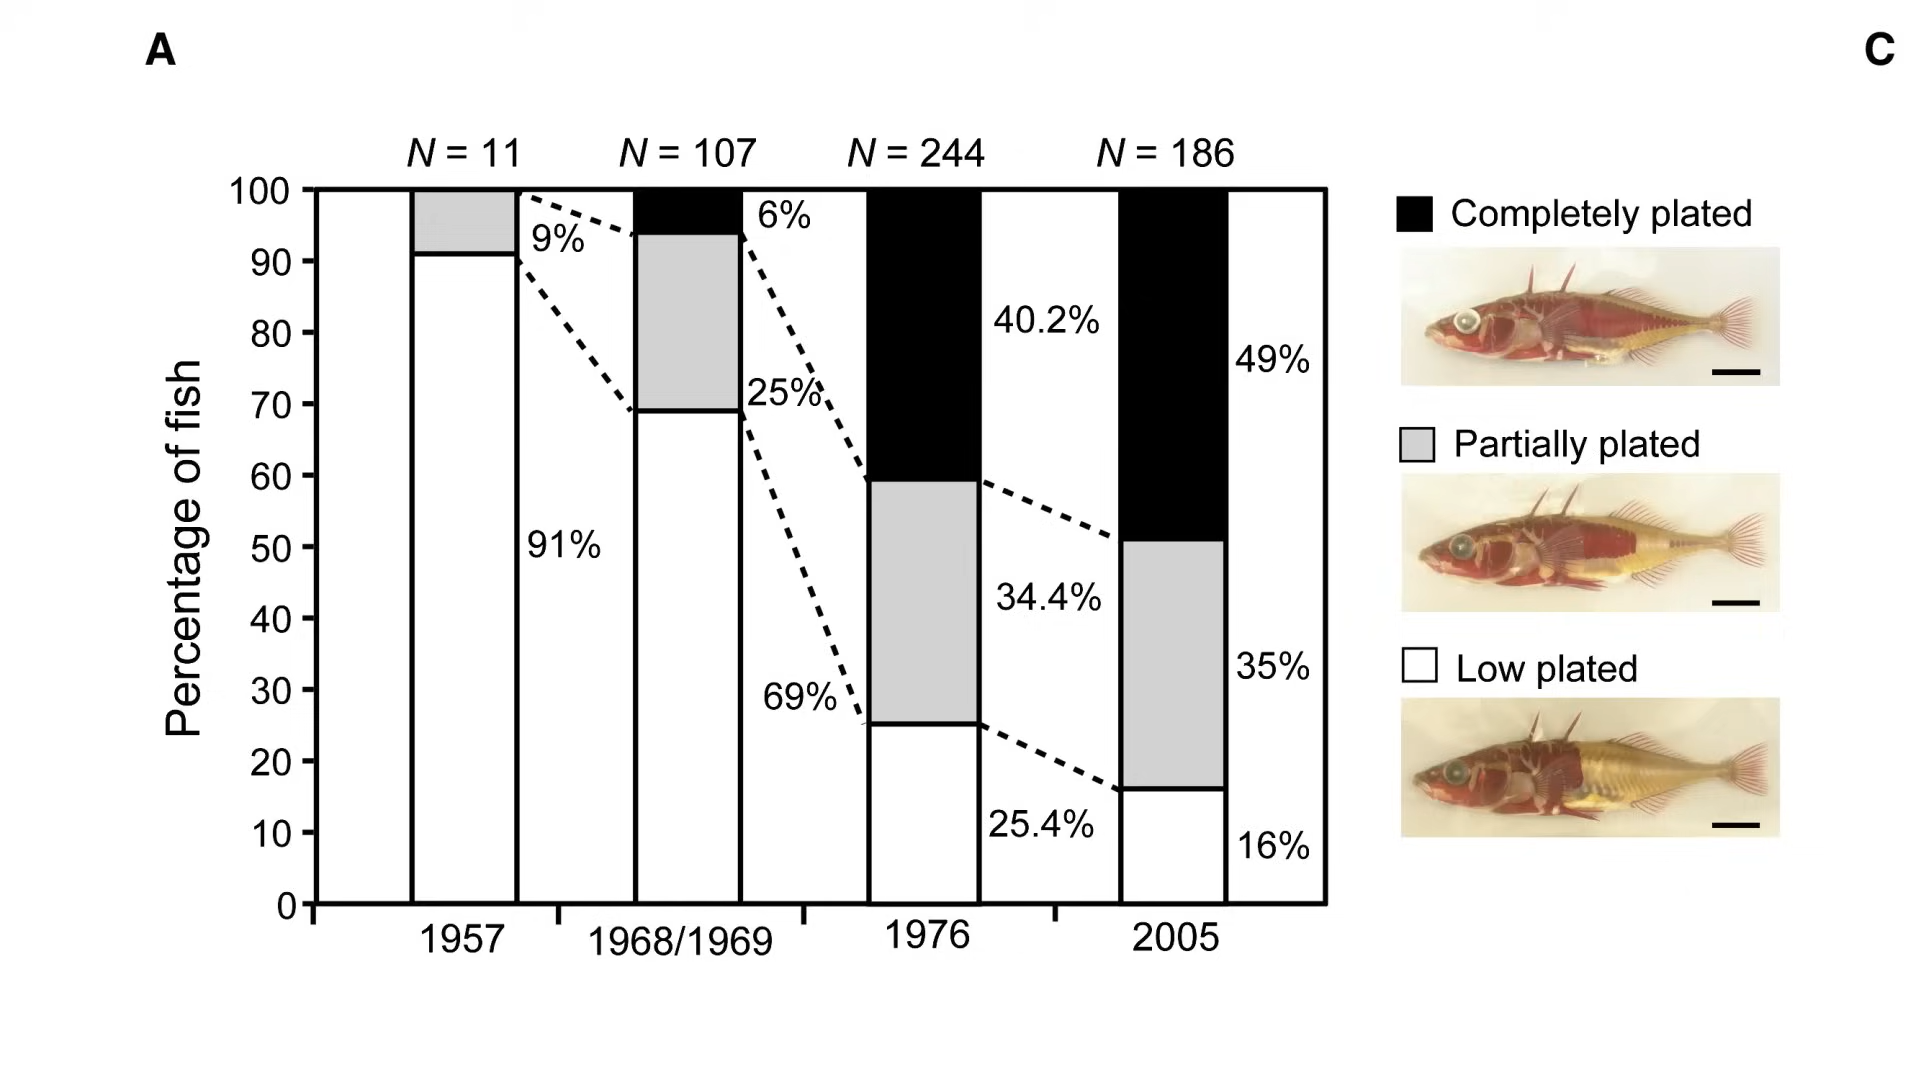 A
C
N = 11
N = 107
N = 244
N = 186
Percentage of fish
100
90
80
70
60
50
40
30
20
10
0
9%
91%
6%
25%
69%
40.2%
34.4%
25.4%
49%
35%
16%
1957
1968/1969
1976
2005
Completely plated
Partially plated
Low plated